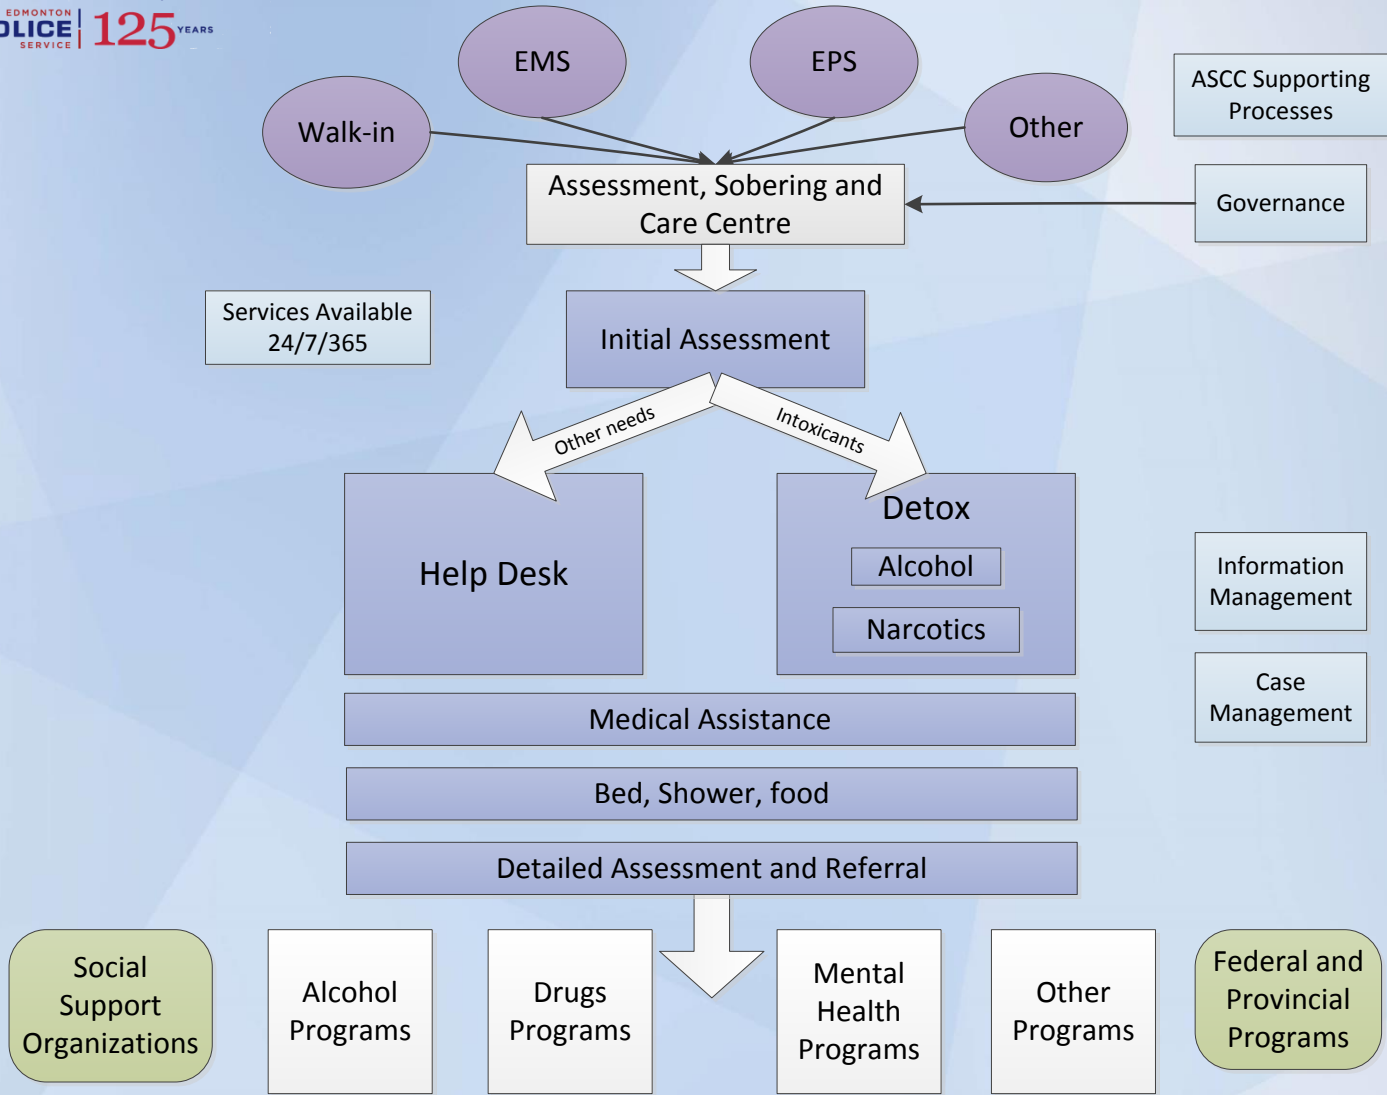 EDMONTON
POLICE
SERVICE
125 YEARS
EMS
EPS
Walk-in
Other
ASCC Supporting
Processes
Assessment, Sobering and
Care Centre
Governance
Services Available
24/7/365
Initial Assessment
Other needs
Intoxicants
Help Desk
Detox
Alcohol
Narcotics
Information
Management
Case
Management
Medical Assistance
Bed, Shower, food
Detailed Assessment and Referral
Social
Support
Organizations
Alcohol
Programs
Drugs
Programs
Mental
Health
Programs
Other
Programs
Federal and
Provincial
Programs